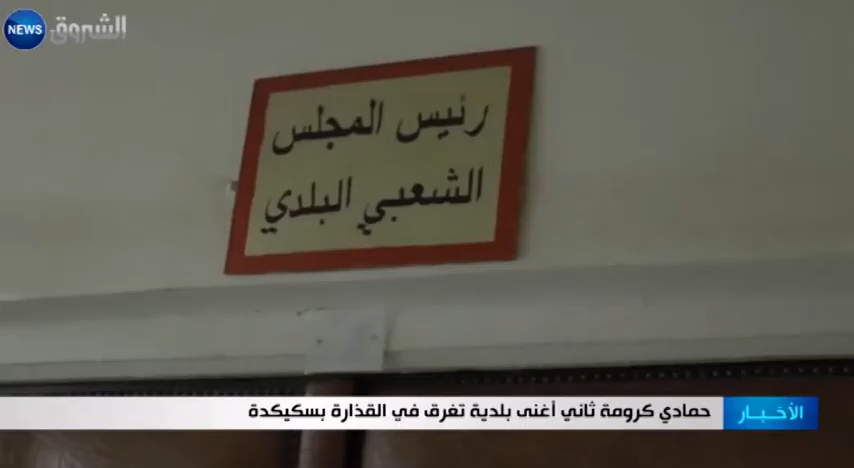 NEWS الشروق
رئيس المجلس
الشعبي البلدي
الأخبار
حمادي كرومة ثاني أغنى بلدية تغرق في القذارة بسكيكدة